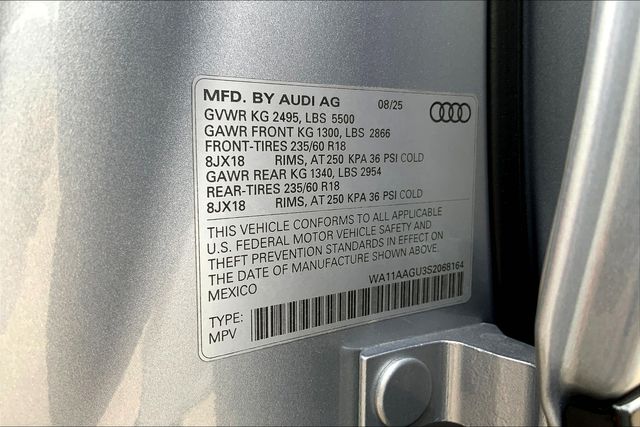 MFD. BY AUDI AG 08/25
GVWR KG 2495, LBS 5500
GAWR FRONT KG 1300, LBS 2866
FRONT-TIRES 235/60 R18
8JX18 RIMS, AT 250 KPA 36 PSI COLD
GAWR REAR KG 1340, LBS 2954
REAR-TIRES 235/60 R18
8JX18 RIMS, AT 250 KPA 36 PSI COLD
THIS VEHICLE CONFORMS TO ALL APPLICABLE
U.S. FEDERAL MOTOR VEHICLE SAFETY AND
THEFT PREVENTION STANDARDS IN EFFECT ON
THE DATE OF MANUFACTURE SHOWN ABOVE
MEXICO WA11AAGU3S2068164
TYPE:
MPV